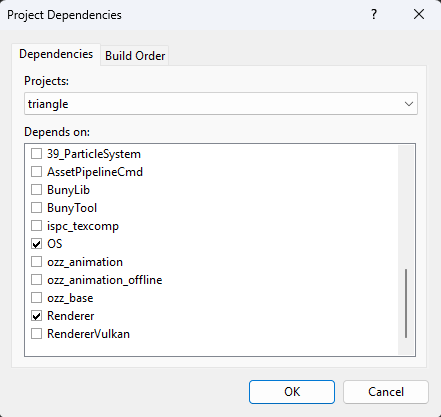 Project Dependencies
Dependencies
Build Order
Projects:
triangle
Depends on:
39_ParticleSystem
AssetPipelineCmd
BunyLib
BunyTool
ispc_texcomp
OS
ozz_animation
ozz_animation_offline
ozz_base
Renderer
RendererVulkan
OK
Cancel